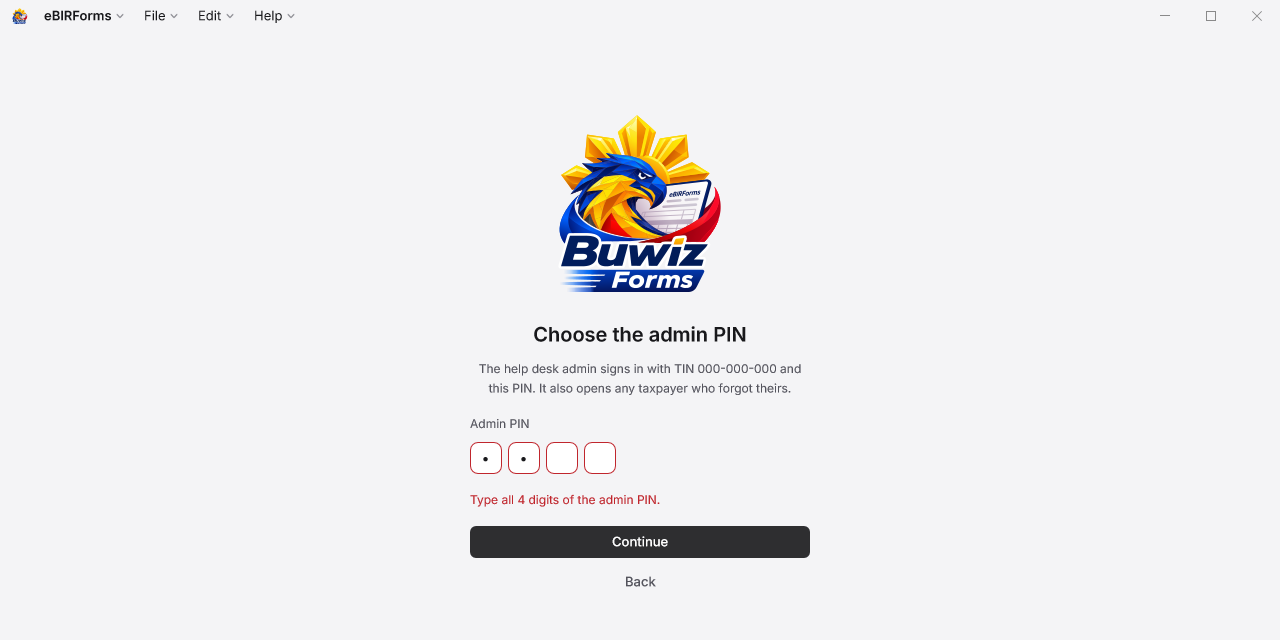 eBIRForms File Edit Help
eBIRForms
Buwiz
Forms
Choose the admin PIN
The help desk admin signs in with TIN 000-000-000 and
this PIN. It also opens any taxpayer who forgot theirs.
Admin PIN
Type all 4 digits of the admin PIN.
Continue
Back